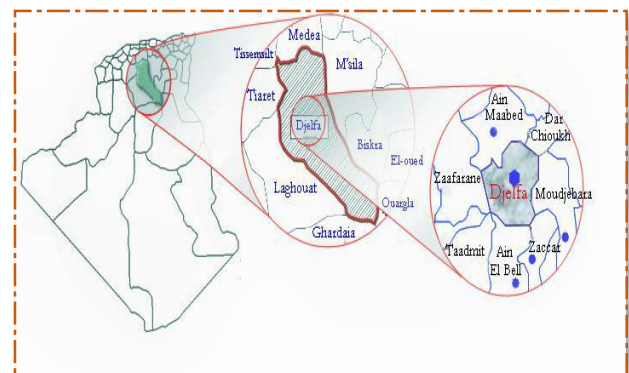 Medea
Tissemsilt
M'sila
Tiaret
Djelfa
Biskra
El-oued
Laghouat
Ouargla
Ghardaia
Ain
Maabed
Dar
Chioukh
Zaafarane
Djelfa
Moudjebara
Taadmit
Ain
El Bell
Zaccar